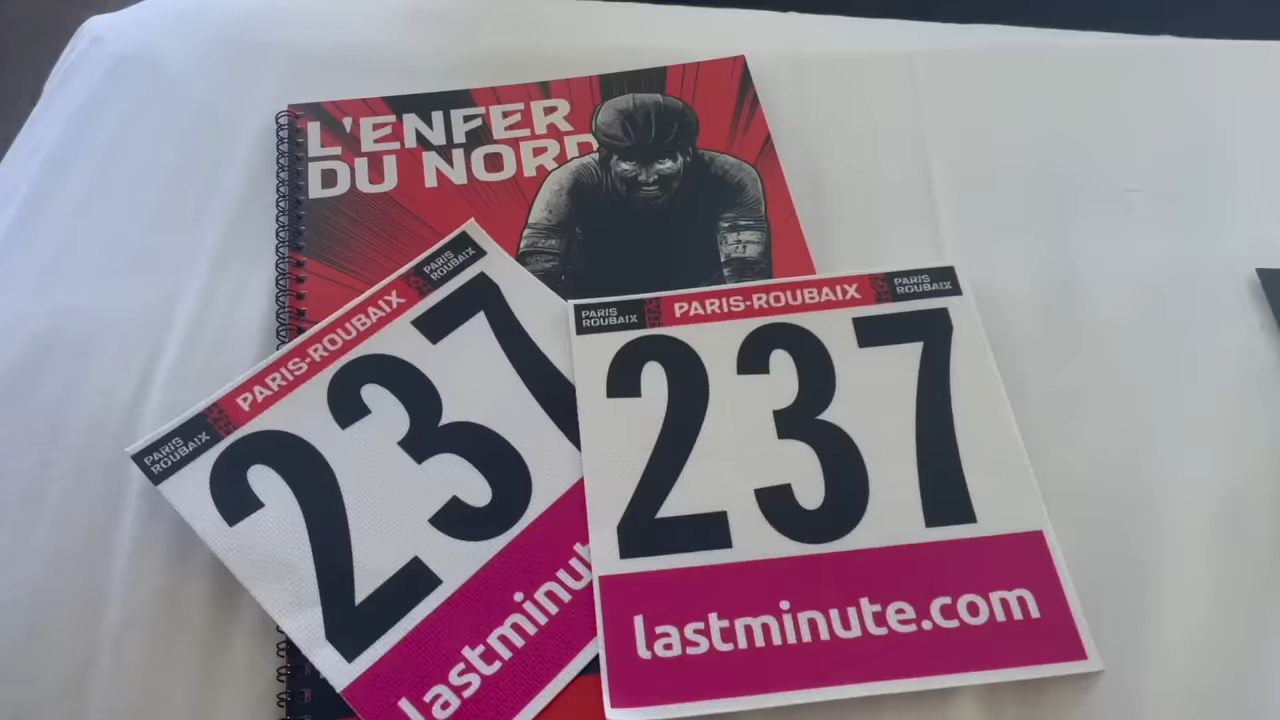 L'ENFER
DU NORD
PARIS
ROUBAIX
PARIS-ROUBAIX
PARIS
ROUBAIX
237
lastminu
PARIS
ROUBAIX
PARIS-ROUBAIX
PARIS
ROUBAIX
237
lastminute.com